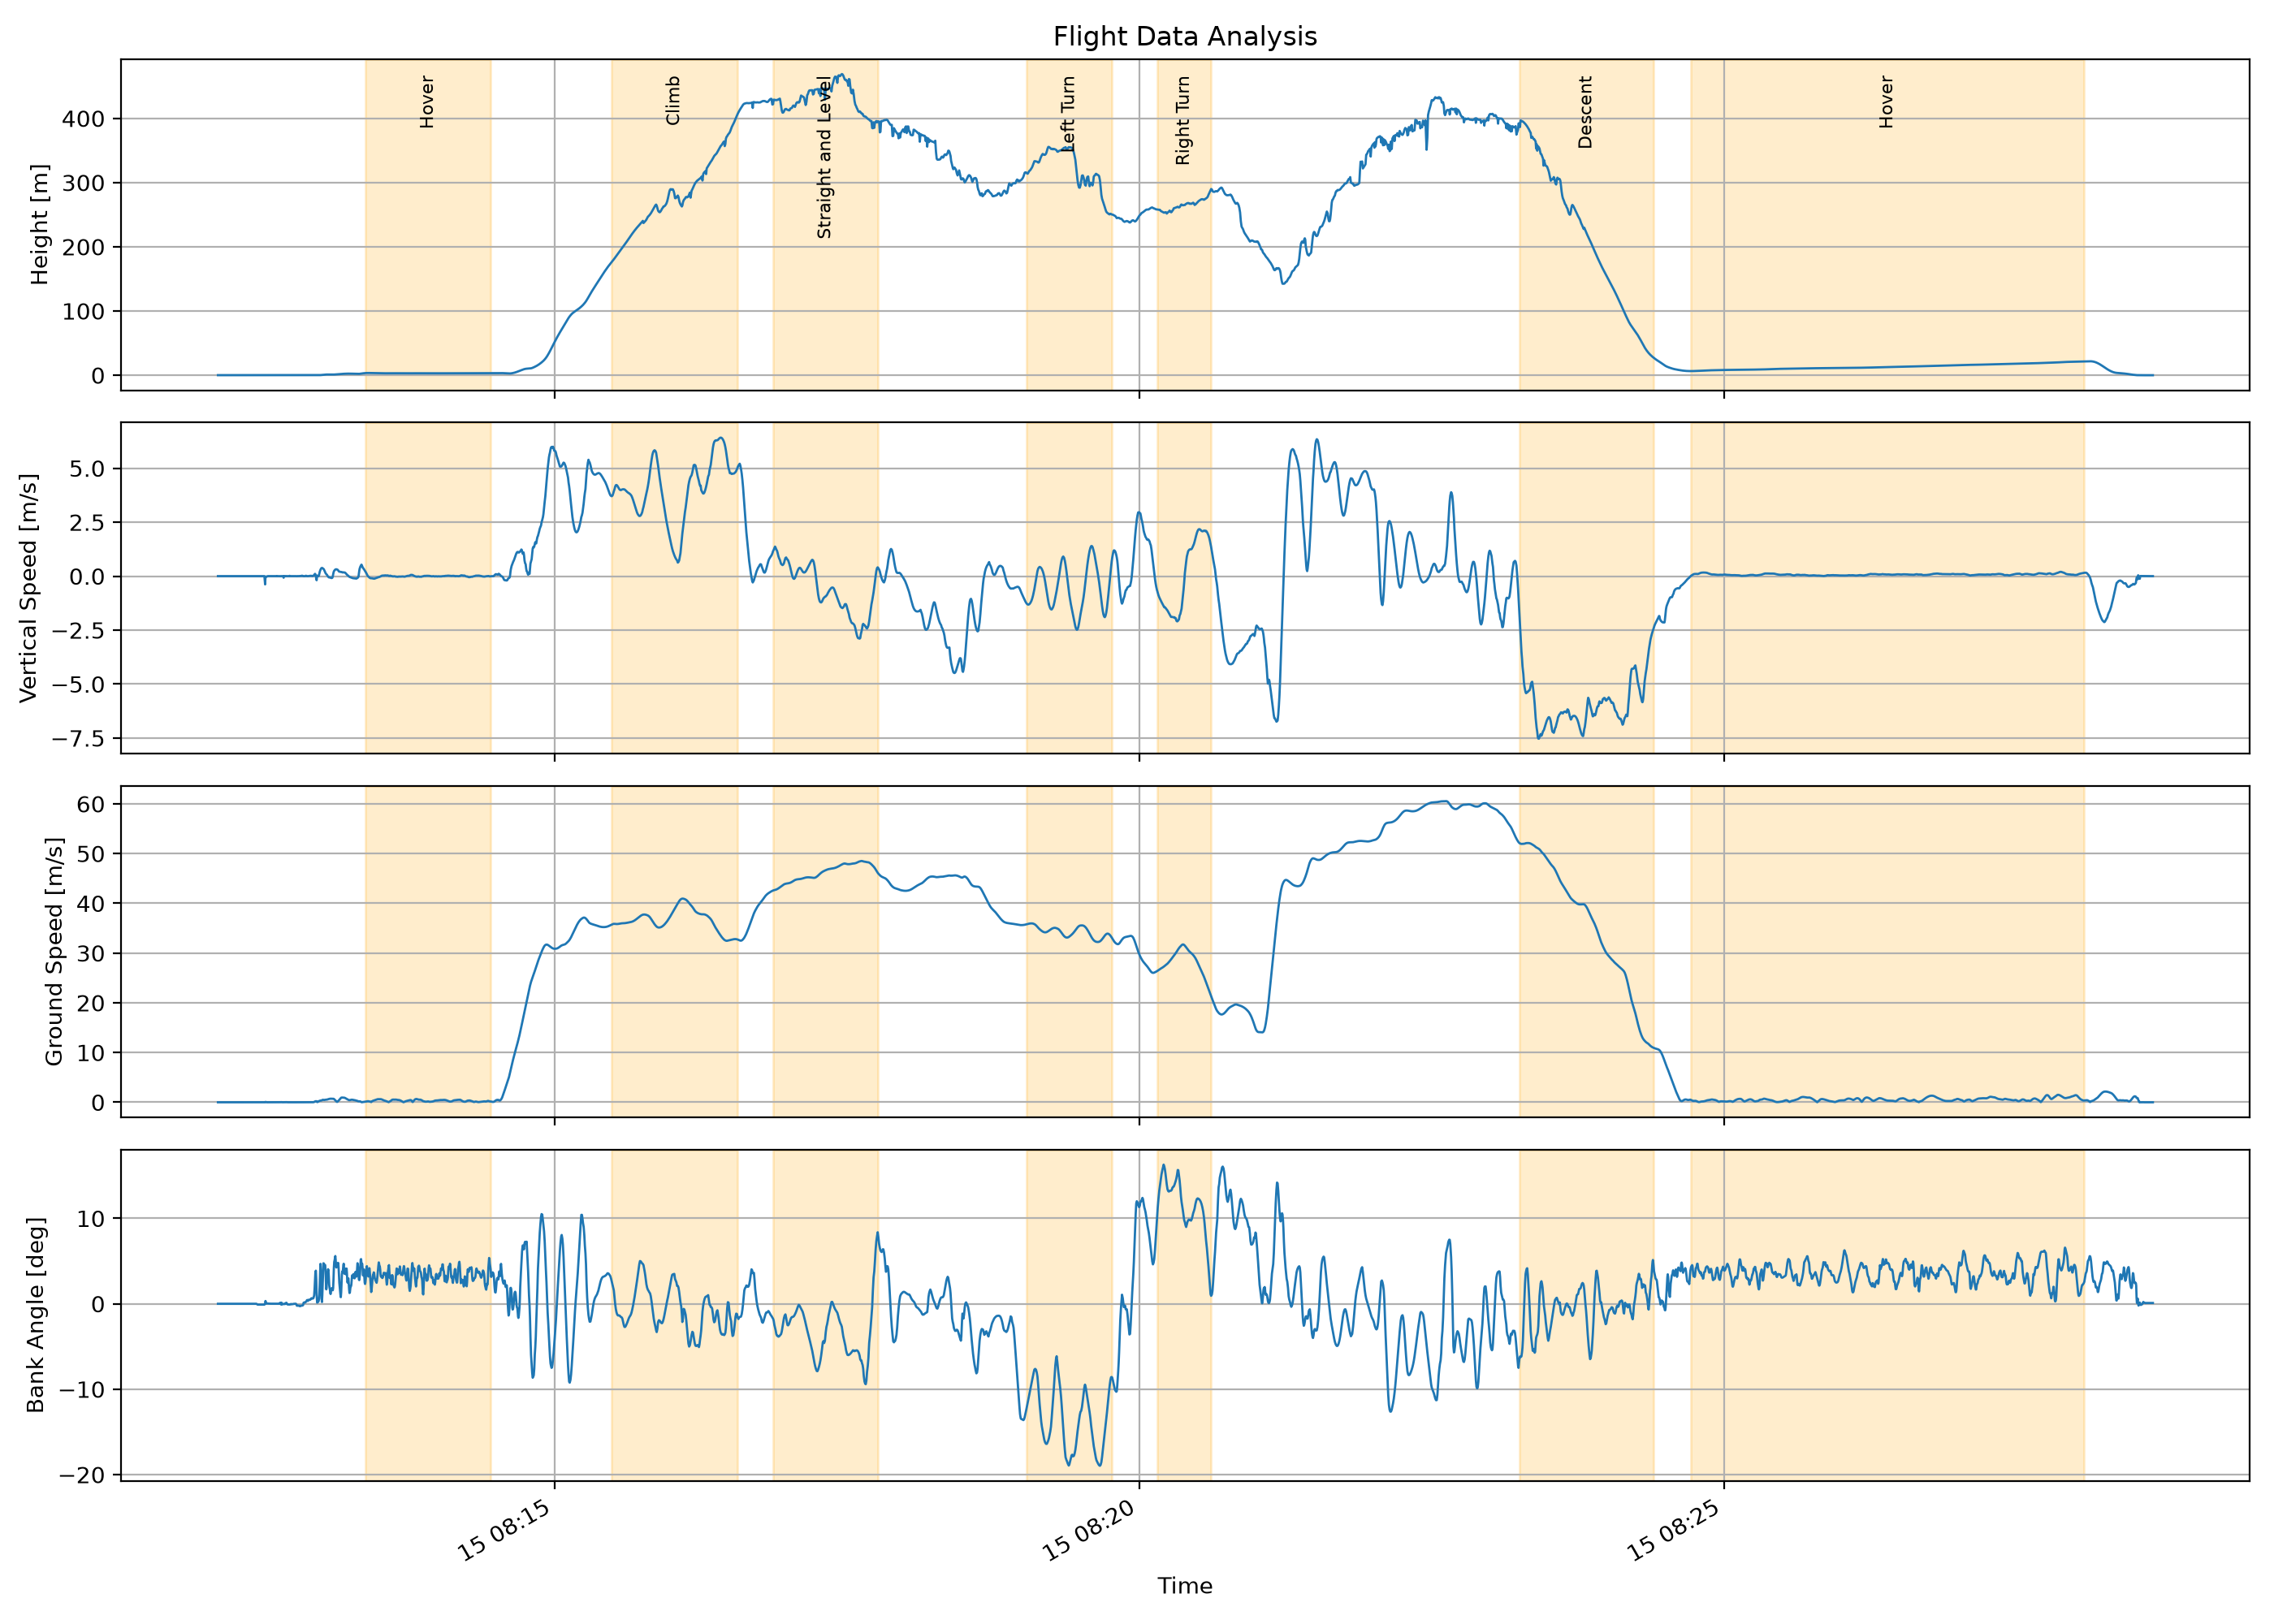 Flight Data Analysis
Height [m]
400
300
200
100
0
Hover
Climb
Straight and Level
Left Turn
Right Turn
Descent
Hover
Vertical Speed [m/s]
5.0
2.5
0.0
−2.5
−5.0
−7.5
Ground Speed [m/s]
60
50
40
30
20
10
0
Bank Angle [deg]
10
0
−10
−20
15 08:15
15 08:20
15 08:25
Time